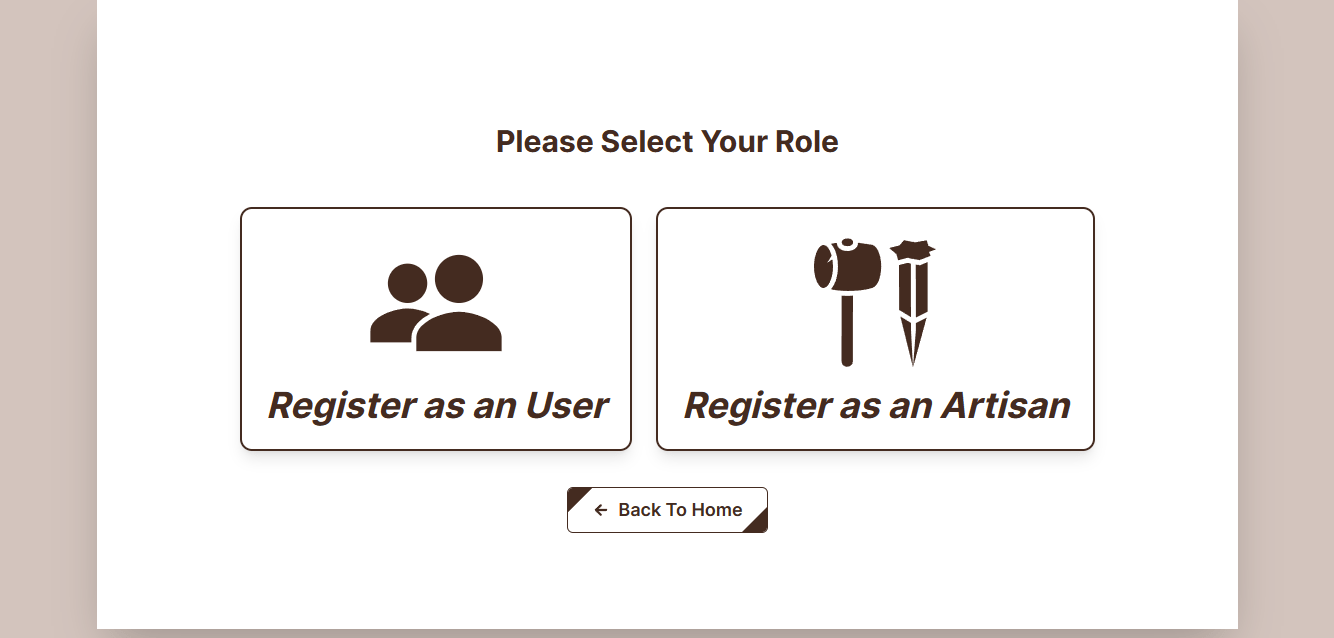 Please Select Your Role
Register as an User
Register as an Artisan
Back To Home